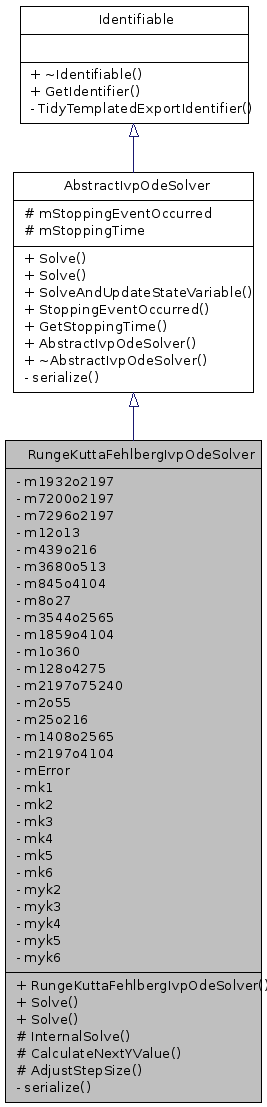 Identifiable
+ ~Identifiable()
+ GetIdentifier()
- TidyTemplatedExportIdentifier()
AbstractIvpOdeSolver
# mStoppingEventOccurred
# mStoppingTime
+ Solve()
+ Solve()
+ SolveAndUpdateStateVariable()
+ StoppingEventOccurred()
+ GetStoppingTime()
+ AbstractIvpOdeSolver()
+ ~AbstractIvpOdeSolver()
- serialize()
RungeKuttaFehlbergIvpOdeSolver
- m1932o2197
- m7200o2197
- m7296o2197
- m12o13
- m439o216
- m3680o513
- m845o4104
- m8o27
- m3544o2565
- m1859o4104
- m1o360
- m128o4275
- m2197o75240
- m2o55
- m25o216
- m1408o2565
- m2197o4104
- mError
- mk1
- mk2
- mk3
- mk4
- mk5
- mk6
- myk2
- myk3
- myk4
- myk5
- myk6
+ RungeKuttaFehlbergIvpOdeSolver()
+ Solve()
+ Solve()
# InternalSolve()
# CalculateNextYValue()
# AdjustStepSize()
- serialize()